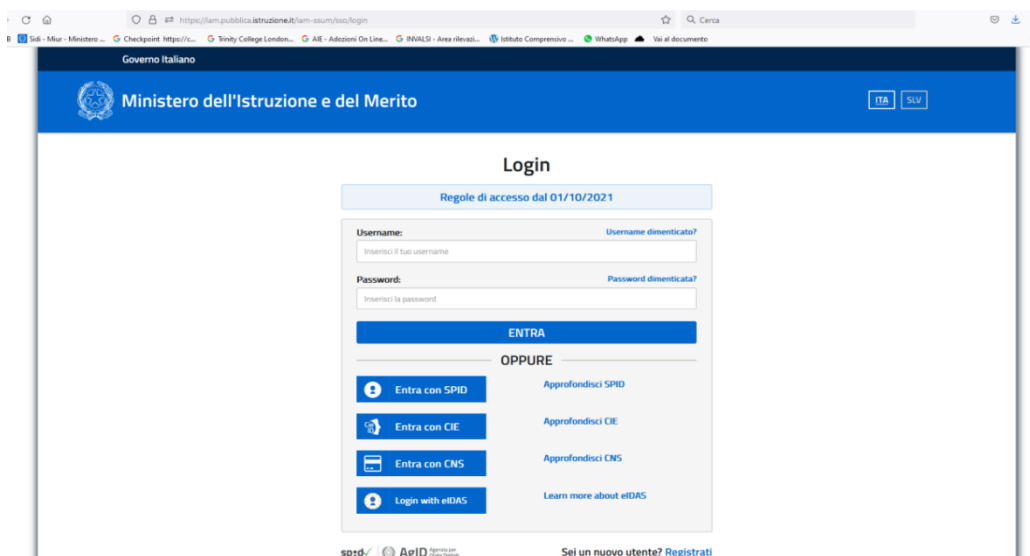 https://iam.pubblica.istruzione.it/iam-ssum/sso/login
Cerca
Sidi - Miur - Ministero ...
Checkpoint https://c...
Trinity College London...
AIE - Adozioni On Line...
INVALSI - Area rilevazi...
Istituto Comprensivo ...
WhatsApp
Vai al documento
Governo Italiano
Ministero dell'Istruzione e del Merito
ITA SLV
Login
Regole di accesso dal 01/10/2021
Username: Username dimenticato?
Inserisci il tuo username
Password: Password dimenticata?
Inserisci la password
ENTRA
OPPURE
Entra con SPID Approfondisci SPID
Entra con CIE Approfondisci CIE
Entra con CNS Approfondisci CNS
Login with eIDAS Learn more about eIDAS
spid AgID Sei un nuovo utente? Registrati